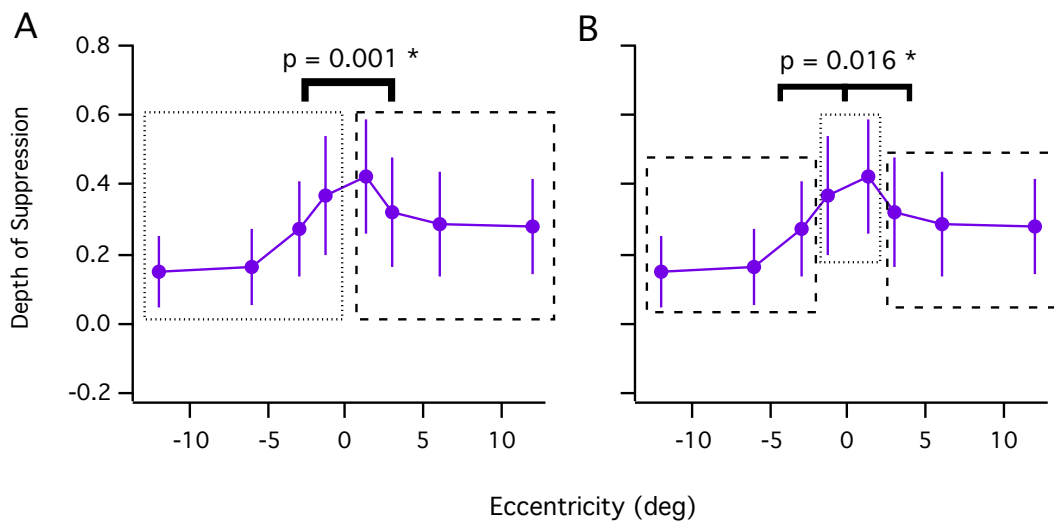 A
B
p = 0.001 *
p = 0.016 *
Depth of Suppression
0.8
0.6
0.4
0.2
0.0
-0.2
-10 -5 0 5 10
-10 -5 0 5 10
Eccentricity (deg)